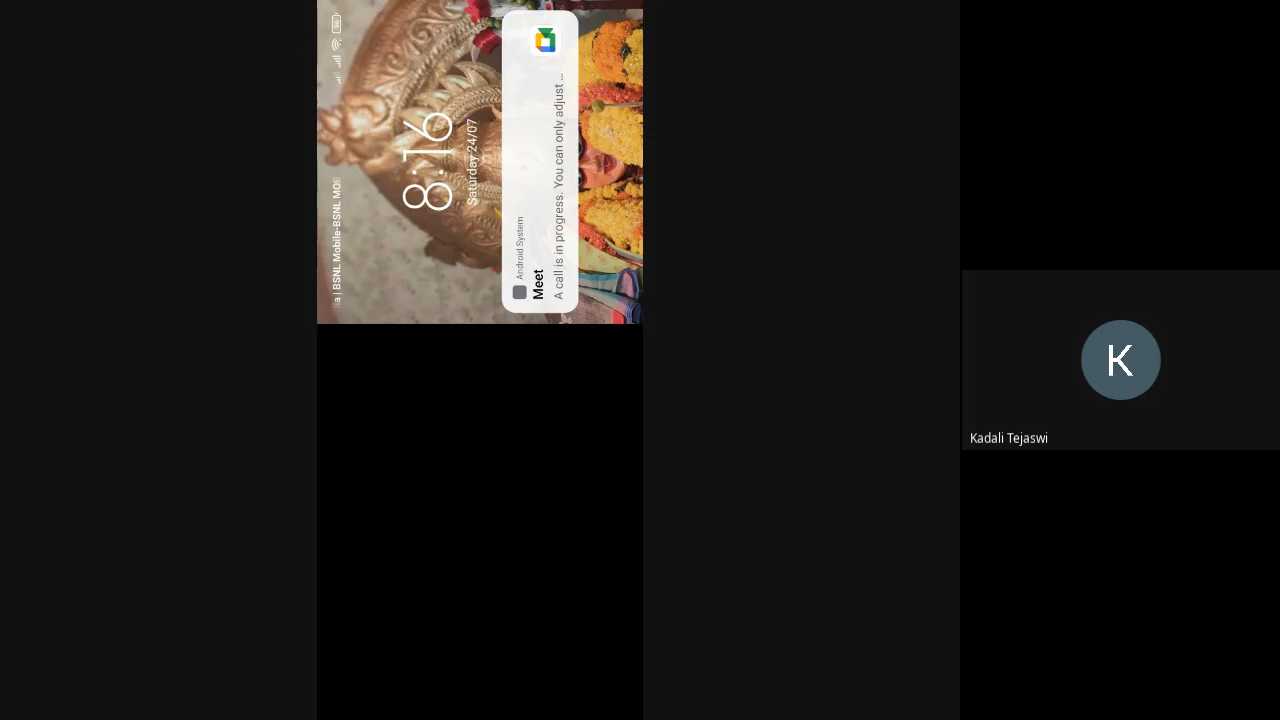 BSNL Mobile-BSNL MO
8:16
Saturday 24/07
Android System
Meet
A call is in progress. You can only adjust ...
K
Kadali Tejaswi